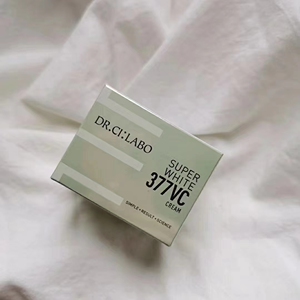 DR.CI:LABO
SUPER
WHITE
377VC
CREAM
SIMPLE+RESULT+SCIENCE